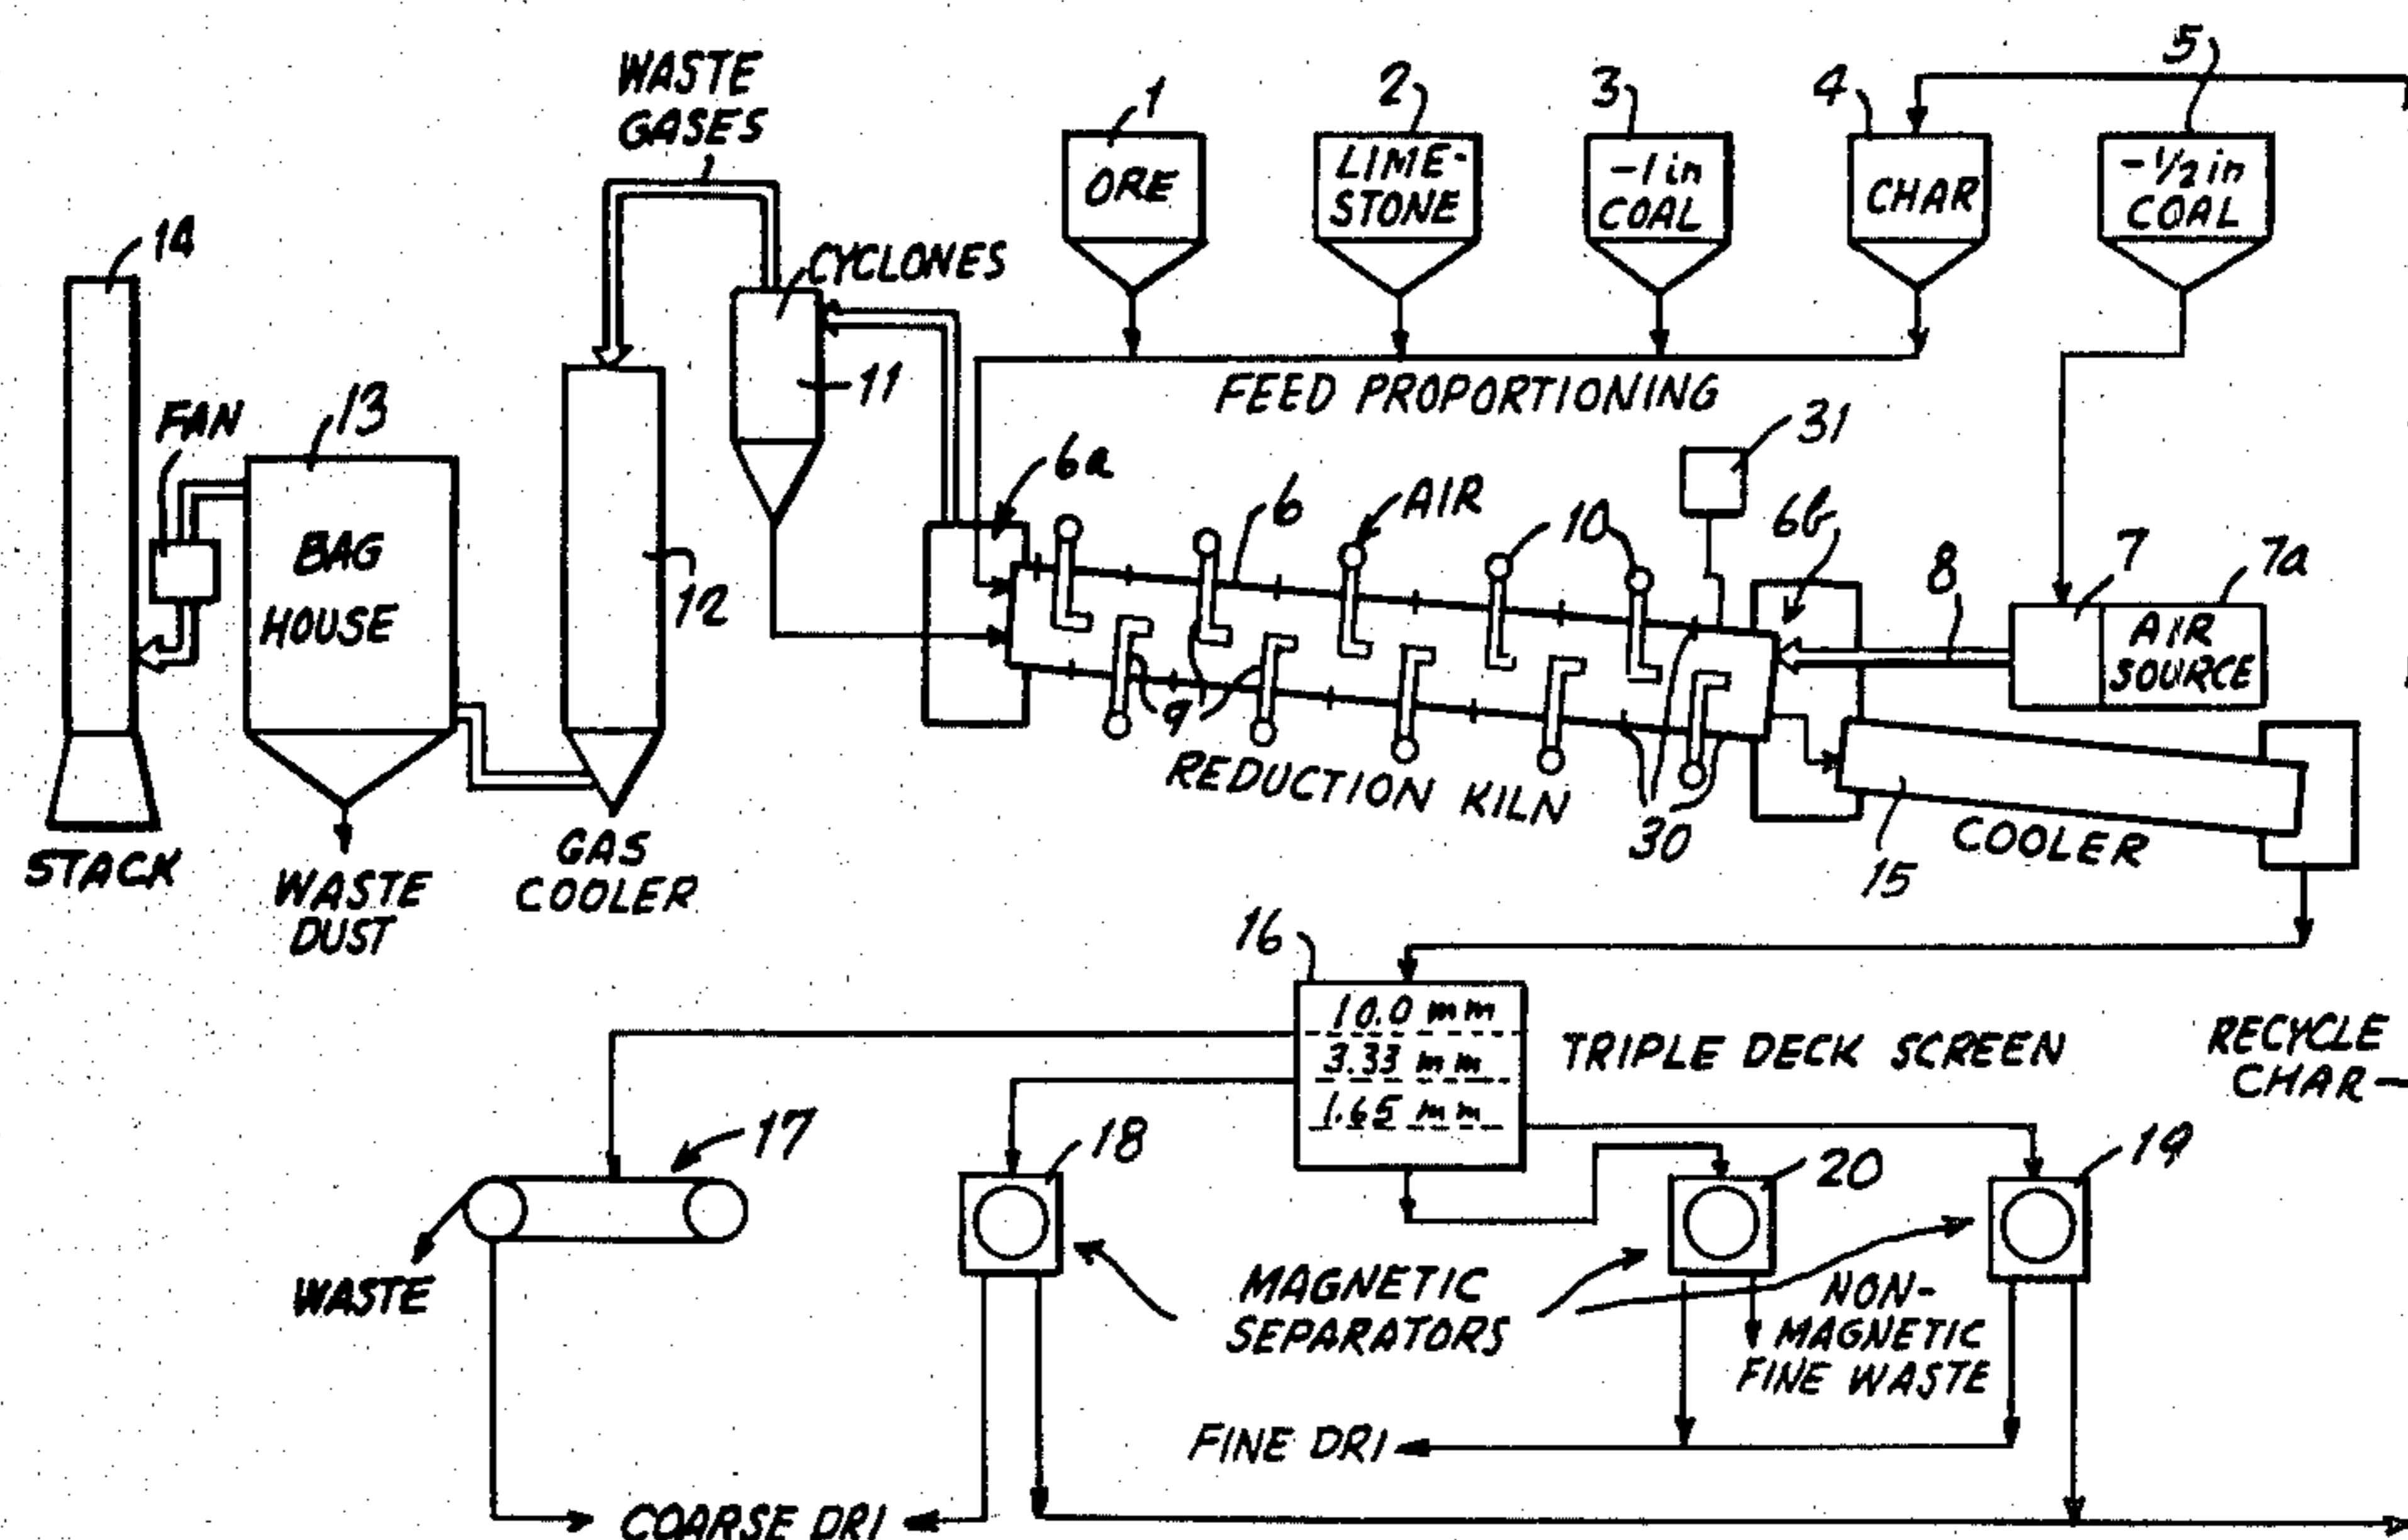 WASTE
GASES
1
2
3
4
5
ORE
LIME-
STONE
-1 in
COAL
CHAR
-1/2 in
COAL
14
CYCLONES
11
FEED PROPORTIONING
FAN
13
31
6a
6
AIR
10
6b
7
7a
8
BAG
HOUSE
12
AIR
SOURCE
9
REDUCTION KILN
30
COOLER
15
STACK
GAS
COOLER
WASTE
DUST
16
10.0 mm
3.33 mm
1.65 mm
TRIPLE DECK SCREEN
RECYCLE
CHAR
17
18
20
19
WASTE
MAGNETIC
SEPARATORS
NON-
MAGNETIC
FINE WASTE
FINE DRI
COARSE DRI